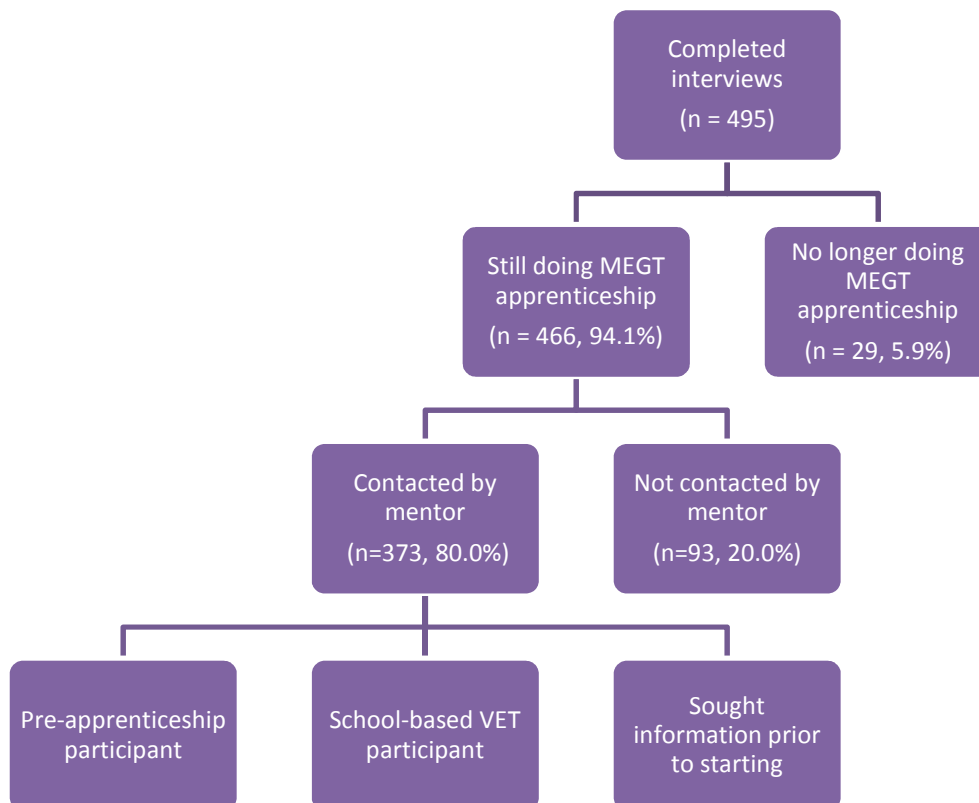 Completed
interviews
(n = 495)
Still doing MEGT
apprenticeship
(n = 466, 94.1%)
No longer doing
MEGT
apprenticeship
(n = 29, 5.9%)
Contacted by
mentor
(n=373, 80.0%)
Not contacted by
mentor
(n=93, 20.0%)
Pre-apprenticeship
participant
School-based VET
participant
Sought
information prior
to starting